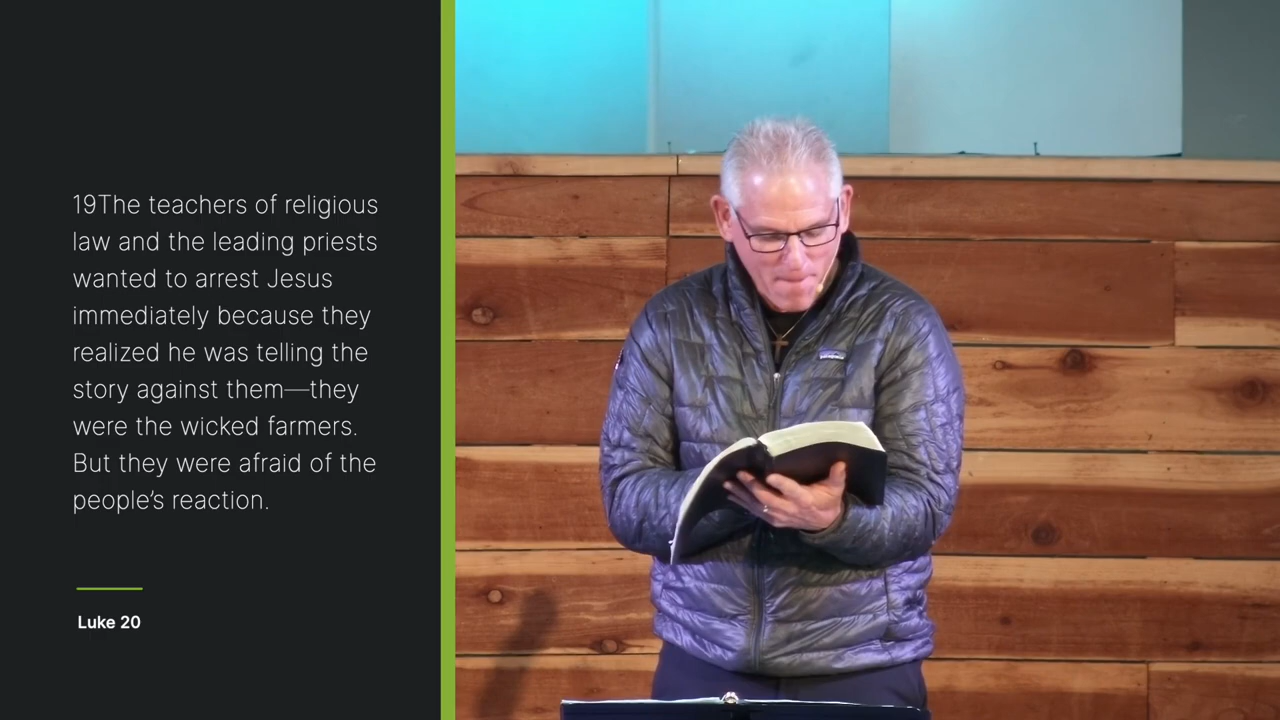 19The teachers of religious
law and the leading priests
wanted to arrest Jesus
immediately because they
realized he was telling the
story against them—they
were the wicked farmers.
But they were afraid of the
people’s reaction.
Luke 20
patagonia